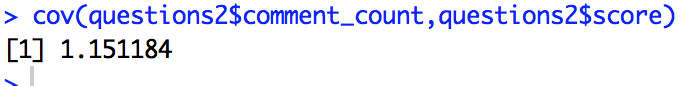 > cov(questions2$comment_count,questions2$score)
[1] 1.151184
>